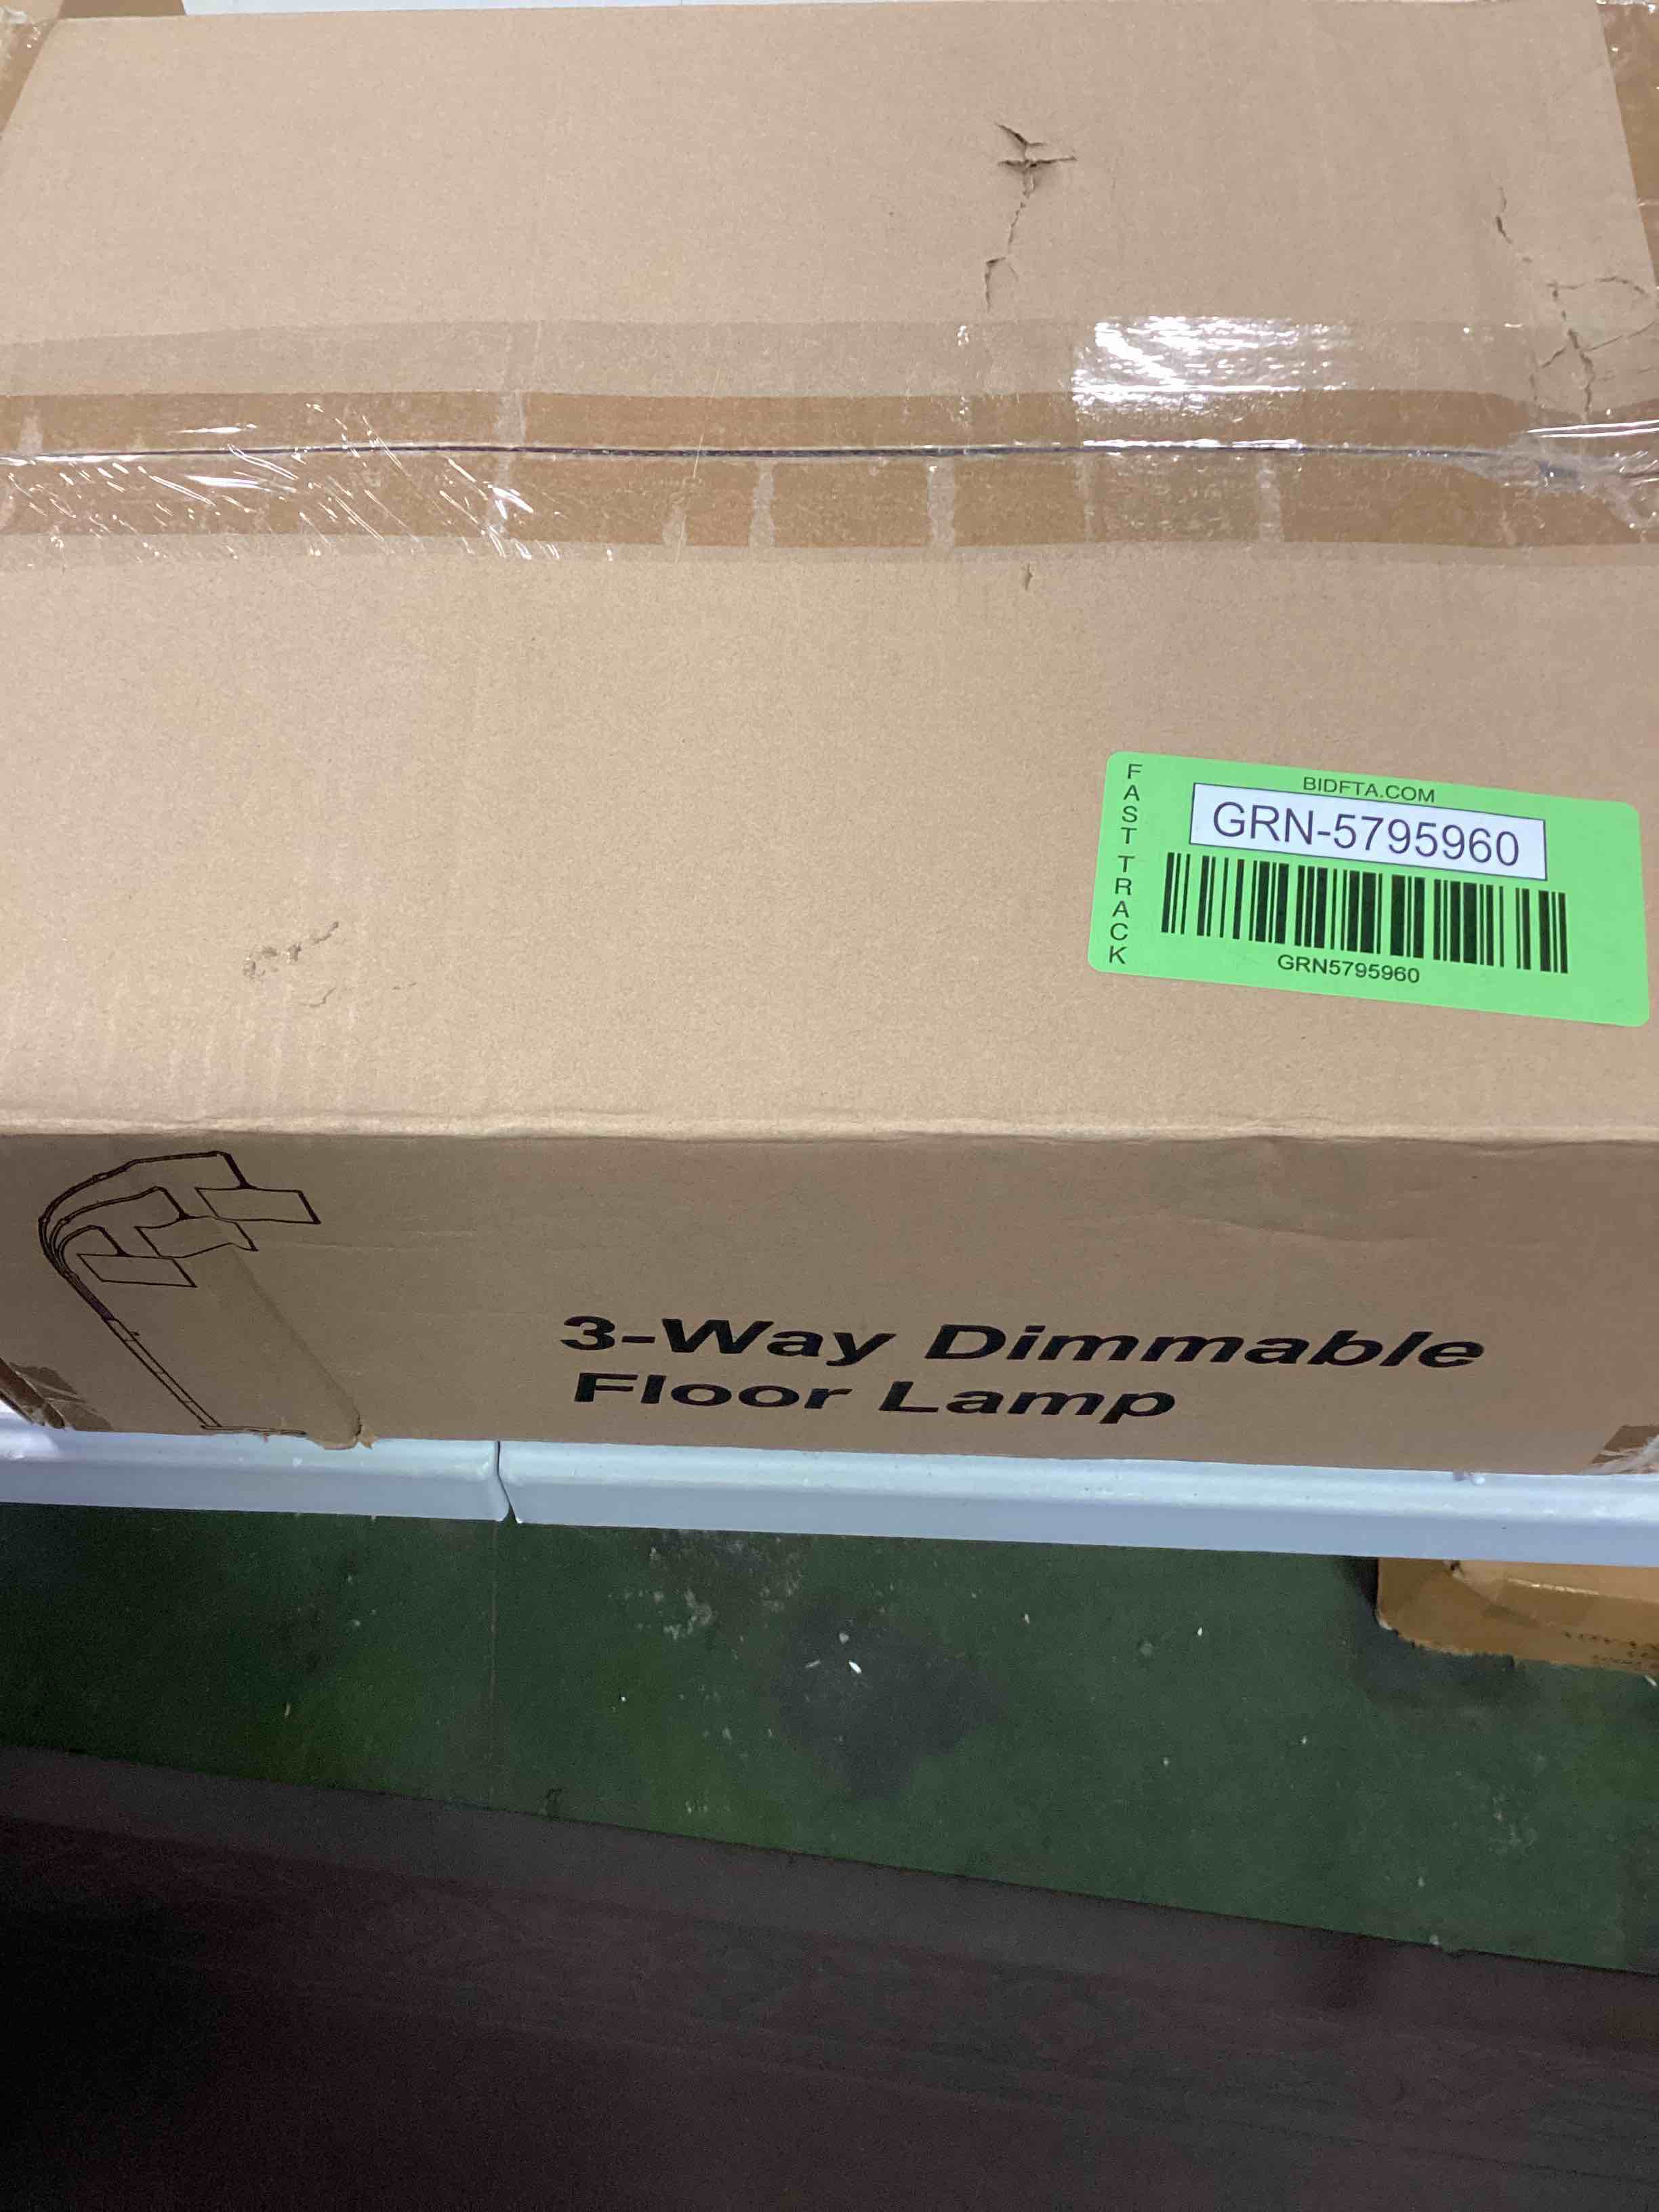 FAST TRACK
BIDFTA.COM
GRN-5795960
GRN5795960
3-Way Dimmable
Floor Lamp